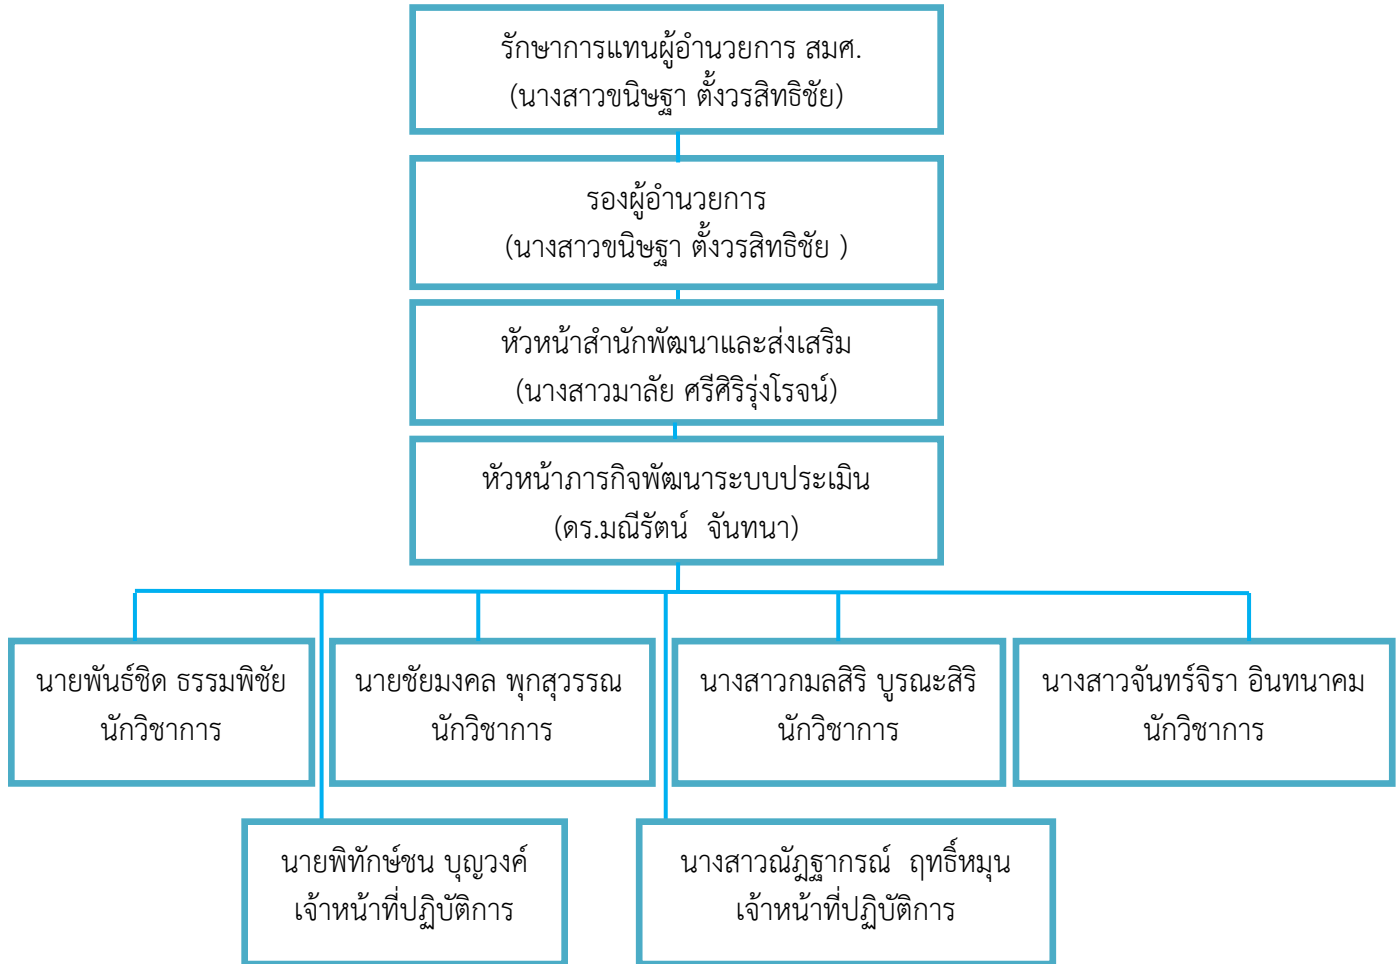 รักษาการแทนผู้อำนวยการ สมศ.
(นางสาวขนิษฐา ตั้งวรสิทธิชัย)
รองผู้อำนวยการ
(นางสาวขนิษฐา ตั้งวรสิทธิชัย )
หัวหน้าสำนักพัฒนาและส่งเสริม
(นางสาวมาลัย ศรีศิริรุ่งโรจน์)
หัวหน้าภารกิจพัฒนาระบบประเมิน
(ดร.มณีรัตน์  จันทนา)
นายพันธ์ชิด ธรรมพิชัย
นักวิชาการ
นายชัยมงคล พุกสุวรรณ
นักวิชาการ
นางสาวกมลสิริ บูรณะสิริ
นักวิชาการ
นางสาวจันทร์จิรา อินทนาคม
นักวิชาการ
นายพิทักษ์ชน บุญวงค์
เจ้าหน้าที่ปฏิบัติการ
นางสาวณัฏฐากรณ์  ฤทธิ์หมุน
เจ้าหน้าที่ปฏิบัติการ